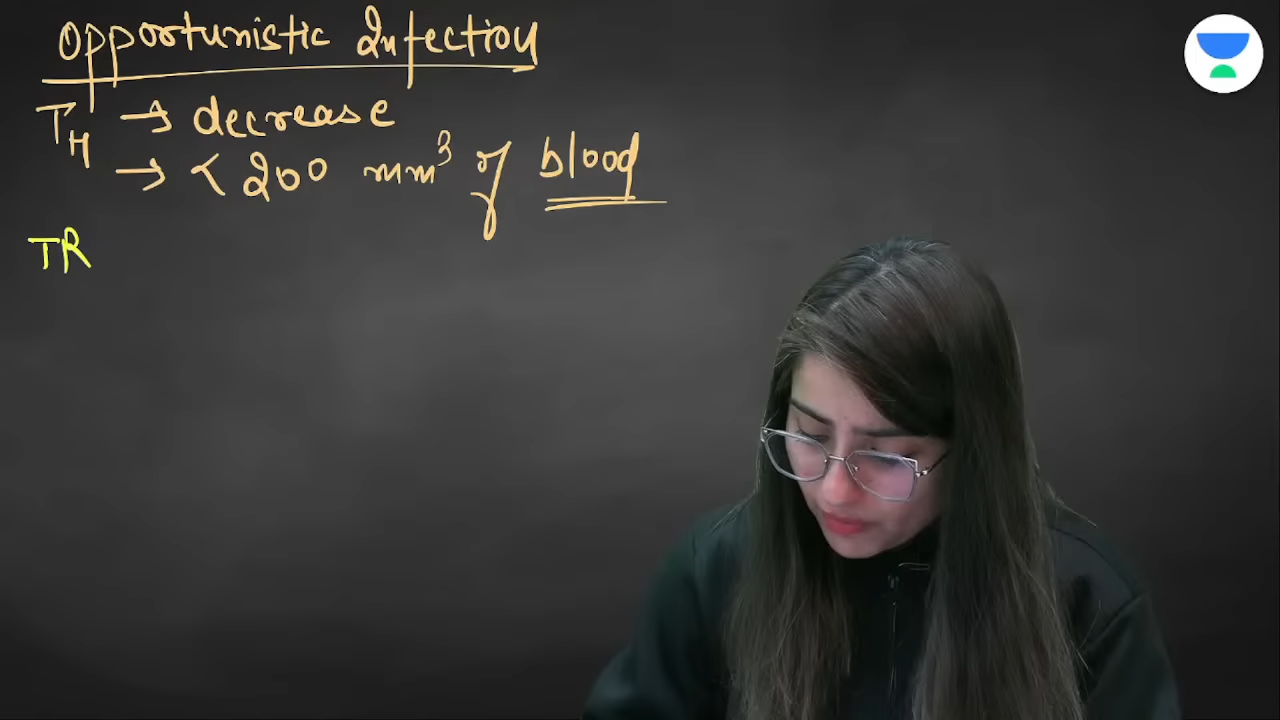 Opportunistic Infection
TH → decrease
→ < 200 mm³ of blood
TR